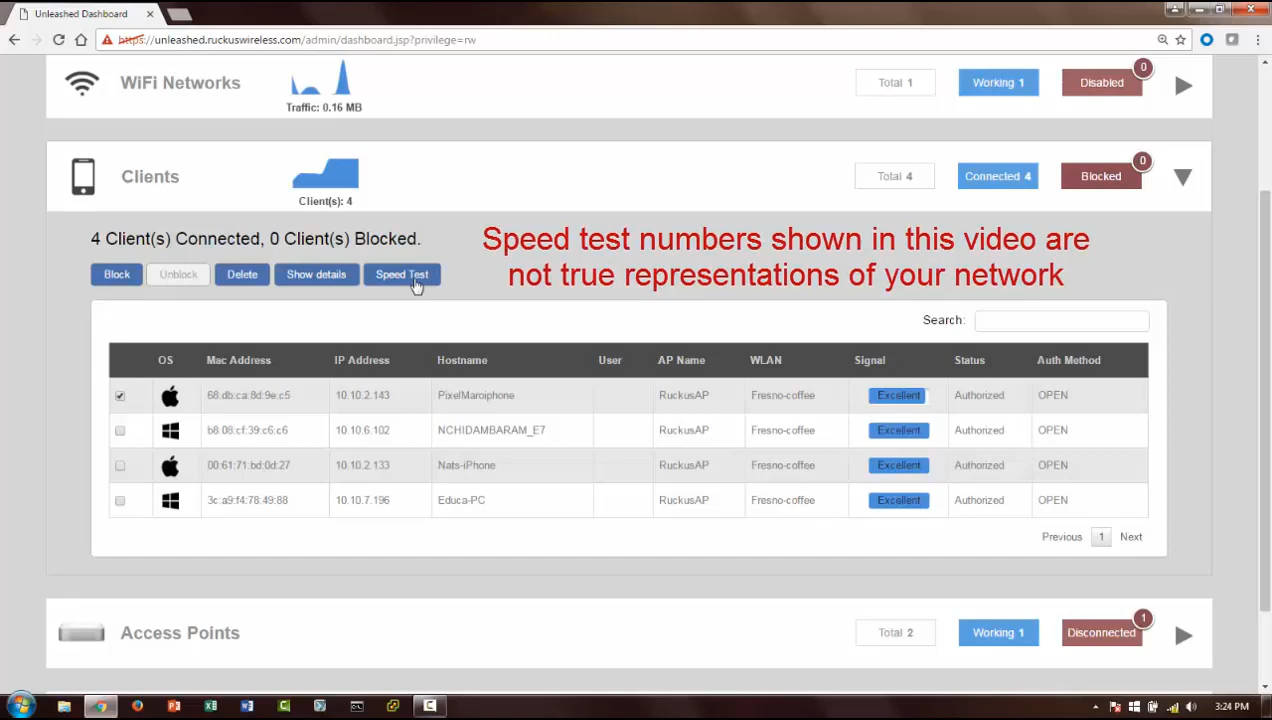 Unleashed Dashboard
https://unleashed.ruckuswireless.com/admin/dashboard.jsp?privilege=rw
WiFi Networks
Traffic: 0.16 MB
Total 1
Working 1
Disabled
0
Clients
Client(s): 4
Total 4
Connected 4
Blocked
0
4 Client(s) Connected, 0 Client(s) Blocked.
Speed test numbers shown in this video are
not true representations of your network
Block Unblock Delete Show details Speed Test
Search:
OS Mac Address IP Address Hostname User AP Name WLAN Signal Status Auth Method
68:db:ca:8d:9e:c5 10.10.2.143 PixelMaroiphone RuckusAP Fresno-coffee Excellent Authorized OPEN
b8:08:cf:39:c6:c6 10.10.6.102 NCHIDAMBARAM_E7 RuckusAP Fresno-coffee Excellent Authorized OPEN
00:61:71:bd:0d:27 10.10.2.133 Nats-iPhone RuckusAP Fresno-coffee Excellent Authorized OPEN
3c:a9:f4:78:49:88 10.10.7.196 Educa-PC RuckusAP Fresno-coffee Excellent Authorized OPEN
Previous 1 Next
Access Points
Total 2
Working 1
Disconnected
1
3:24 PM